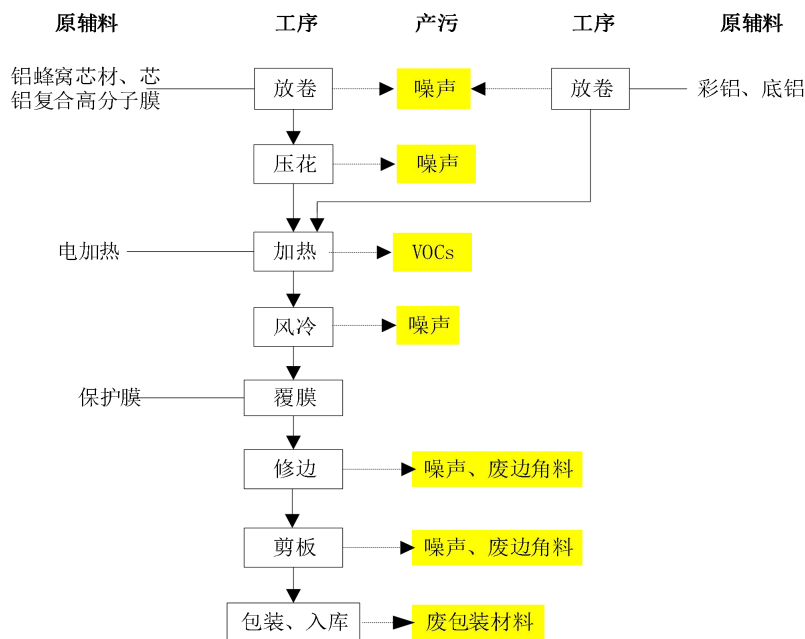 原辅料 工序 产污 工序 原辅料
铝蜂窝芯材、芯
铝复合高分子膜
放卷 噪声 放卷 彩铝、底铝
压花 噪声
电加热 加热 VOCs
风冷 噪声
保护膜 覆膜
修边 噪声、废边角料
剪板 噪声、废边角料
包装、入库 废包装材料